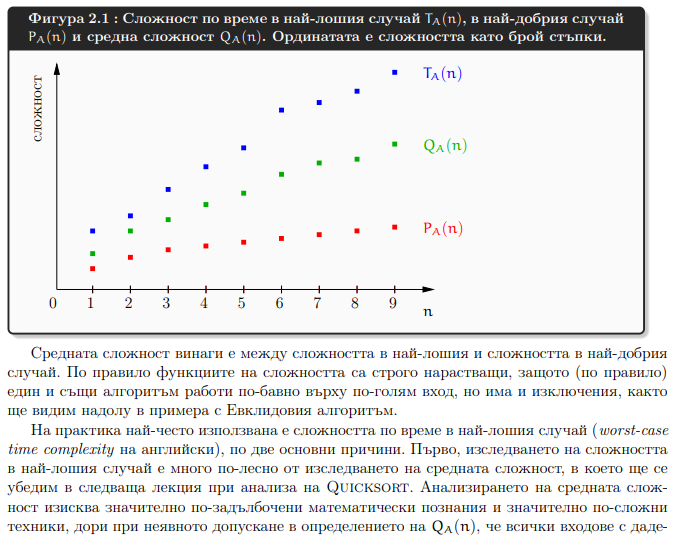 Фигура 2.1 : Сложност по време в най-лошия случай T_A(n), в най-добрия случай
P_A(n) и средна сложност Q_A(n). Ординатата е сложността като брой стъпки.
сложност
T_A(n)
Q_A(n)
P_A(n)
0 1 2 3 4 5 6 7 8 9
n
Средната сложност винаги е между сложността в най-лошия и сложността в най-добрия
случай. По правило функциите на сложността са строго нарастващи, защото (по правило)
един и същи алгоритъм работи по-бавно върху по-голям вход, но има и изключения, както
ще видим надолу в примера с Евклидовия алгоритъм.
На практика най-често използвана е сложността по време в най-лошия случай (worst-case
time complexity на английски), по две основни причини. Първо, изследването на сложността
в най-лошия случай е много по-лесно от изследването на средната сложност, в което ще се
убедим в следваща лекция при анализа на QUICKSORT. Анализирането на средната слож-
ност изисква значително по-задълбочени математически познания и значително по-сложни
техники, дори при неявното допускане в определението на Q_A(n), че всички входове с даде-